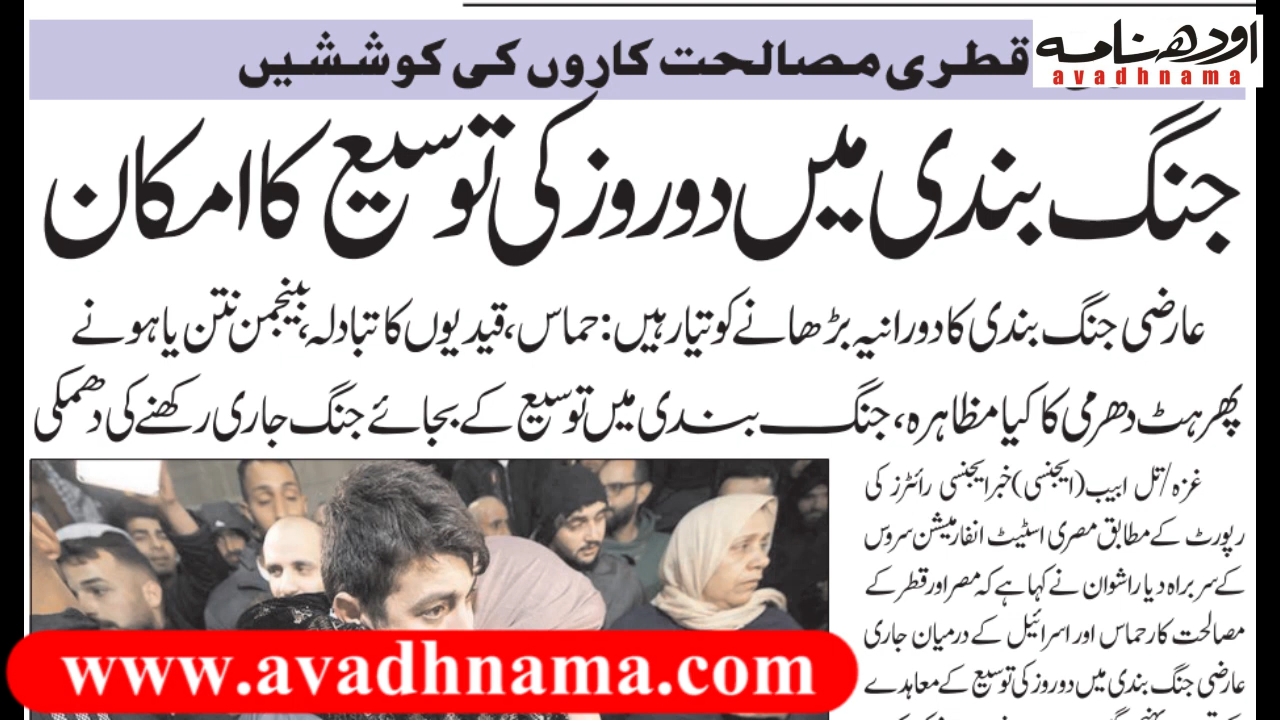 اودھ نامہ
avadhnama
قطری مصالحت کاروں کی کوششیں
جنگ بندی میں دو روز کی توسیع کا امکان
عارضی جنگ بندی کا دورانیہ بڑھانے کو تیار ہیں: حماس، قیدیوں کا تبادلہ، بینجمن نتن یاہو نے
پھر ہٹ دھرمی کا کیا مظاہرہ، جنگ بندی میں توسیع کے بجائے جنگ جاری رکھنے کی دھمکی
غزہ/تل ابیب (ایجنسی) خبر ایجنسی رائٹرز کی
رپورٹ کے مطابق مصری اسٹیٹ انفارمیشن سروس
کے سربراہ دیا راشوان نے کہا ہے کہ مصر اور قطر کے
مصالحت کار حماس اور اسرائیل کے درمیان جاری
عارضی جنگ بندی میں دو روز کی توسیع کے معاہدے
www.avadhnama.com